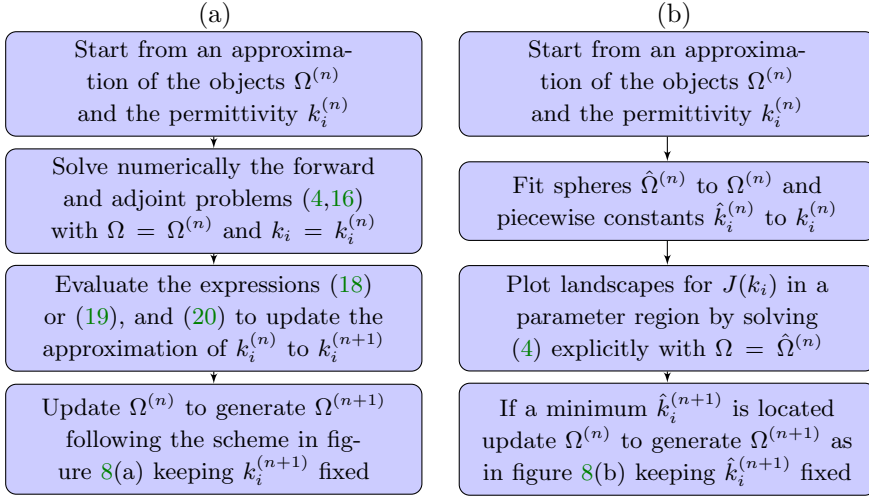 (a)
Start from an approxima-
tion of the objects Ω^(n)
and the permittivity k_i^(n)
Solve numerically the forward
and adjoint problems (4,16)
with Ω = Ω^(n) and k_i = k_i^(n)
Evaluate the expressions (18)
or (19), and (20) to update the
approximation of k_i^(n) to k_i^(n+1)
Update Ω^(n) to generate Ω^(n+1)
following the scheme in fig-
ure 8(a) keeping k_i^(n+1) fixed
(b)
Start from an approxima-
tion of the objects Ω^(n)
and the permittivity k_i^(n)
Fit spheres Ω̂^(n) to Ω^(n) and
piecewise constants k̂_i^(n) to k_i^(n)
Plot landscapes for J(k_i) in a
parameter region by solving
(4) explicitly with Ω = Ω̂^(n)
If a minimum k̂_i^(n+1) is located
update Ω^(n) to generate Ω^(n+1) as
in figure 8(b) keeping k̂_i^(n+1) fixed